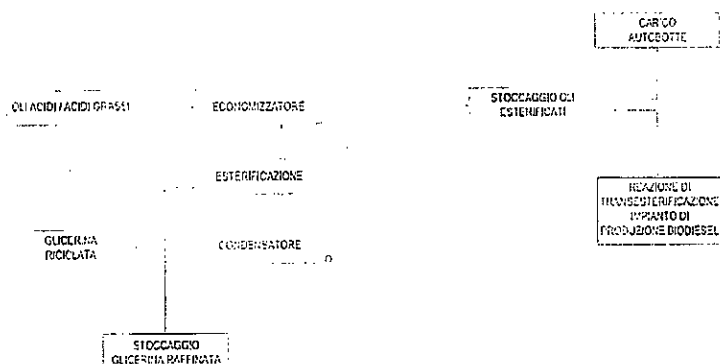 CARICO
AUTOBOTTE
OLI ACIDI / ACIDI GRASSI
ECONOMIZZATORE
STOCCAGGIO OLI
ESTERIFICATI
ESTERIFICAZIONE
REAZIONE DI
TRANSESTERIFICAZIONE
IMPIANTO DI
PRODUZIONE BIODIESEL
GLICERINA
RICICLATA
CONDENSATORE
STOCCAGGIO
GLICERINA RAFFINATA